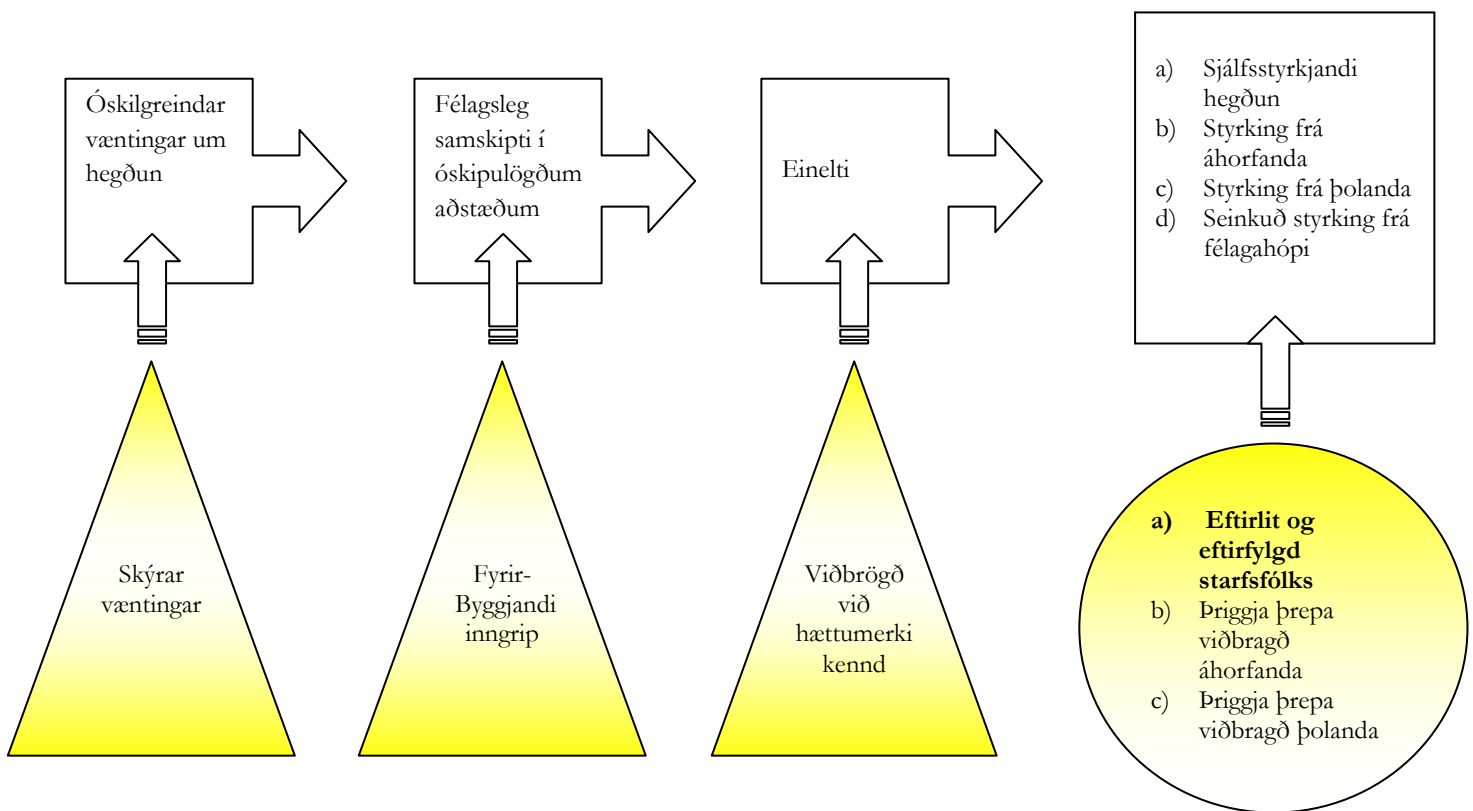 Óskilgreindar
væntingar um
hegðun
Félagsleg
samskipti í
óskipulögðum
aðstæðum
Einelti
a) Sjálfsstyrkjandi
hegðun
b) Styrking frá
áhorfanda
c) Styrking frá þolanda
d) Seinkuð styrking frá
félagahópi
Skýrar
væntingar
Fyrir-
Byggjandi
inngrip
Viðbrögð
við
hættumerki
kennd
a) Eftirlit og
eftirfylgd
starfsfólks
b) Þriggja þrepa
viðbragð
áhorfanda
c) Þriggja þrepa
viðbragð þolanda